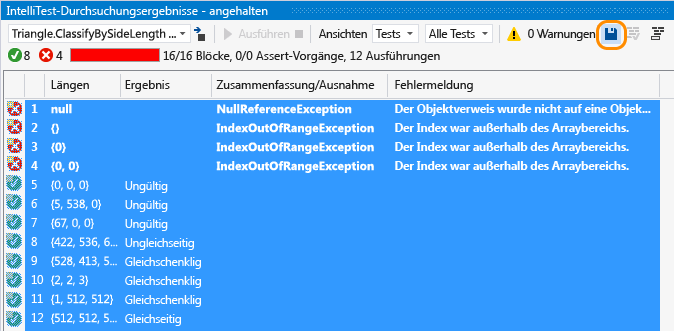 IntelliTest-Durchsuchungsergebnisse - angehalten
Triangle.ClassifyBySideLength ... Ausführen Ansichten Tests Alle Tests 0 Warnungen
8 4 16/16 Blöcke, 0/0 Assert-Vorgänge, 12 Ausführungen
Längen Ergebnis Zusammenfassung/Ausnahme Fehlermeldung
1 null NullReferenceException Der Objektverweis wurde nicht auf eine Objek...
2 {} IndexOutOfRangeException Der Index war außerhalb des Arraybereichs.
3 {0} IndexOutOfRangeException Der Index war außerhalb des Arraybereichs.
4 {0, 0} IndexOutOfRangeException Der Index war außerhalb des Arraybereichs.
5 {0, 0, 0} Ungültig
6 {5, 538, 0} Ungültig
7 {67, 0, 0} Ungültig
8 {422, 536, 6... Ungleichseitig
9 {528, 413, 5... Gleichschenklig
10 {2, 2, 3} Gleichschenklig
11 {1, 512, 512} Gleichschenklig
12 {512, 512, 5... Gleichseitig